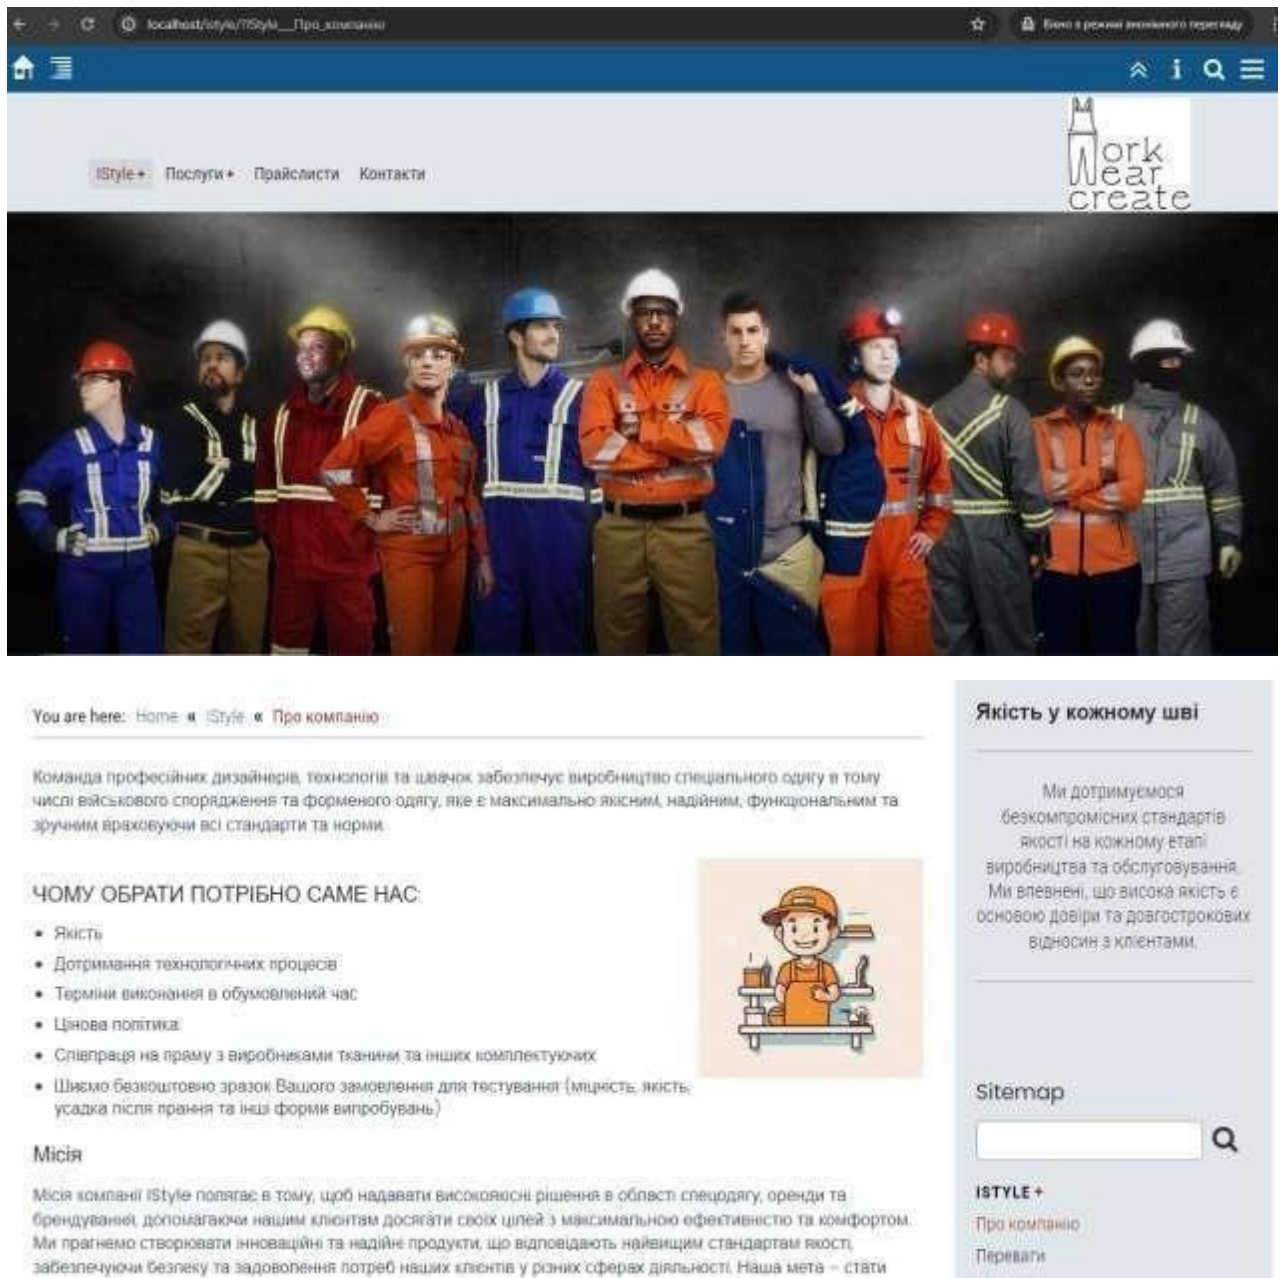 localhost/istyle/?IStyle___Про_компанію
Вікно в режимі анонімного перегляду
Work
Wear
create
IStyle + Послуги + Прайслисти Контакти
You are here: Home « IStyle « Про компанію
Команда професійних дизайнерів, технологів та швачок забезпечує виробництво спеціального одягу в тому
числі військового спорядження та форменого одягу, яке є максимально якісним, надійним, функціональним та
зручним враховуючи всі стандарти та норми.
ЧОМУ ОБРАТИ ПОТРІБНО САМЕ НАС:
Якість
Дотримання технологічних процесів
Терміни виконання в обумовлений час
Цінова політика
Співпраця на пряму з виробниками тканини та інших комплектуючих
Шиємо безкоштовно зразок Вашого замовлення для тестування (міцність, якість,
усадка після прання та інші форми випробувань)
Місія
Місія компанії IStyle полягає в тому, щоб надавати високоякісні рішення в області спецодягу, оренди та
брендування, допомагаючи нашим клієнтам досягати своїх цілей з максимальною ефективністю та комфортом.
Ми прагнемо створювати інноваційні та надійні продукти, що відповідають найвищим стандартам якості,
забезпечуючи безпеку та задоволення потреб наших клієнтів у різних сферах діяльності. Наша мета – стати
Якість у кожному шві
Ми дотримуємося
безкомпромісних стандартів
якості на кожному етапі
виробництва та обслуговування.
Ми впевнені, що висока якість є
основою довіри та довгострокових
відносин з клієнтами.
Sitemap
ISTYLE +
Про компанію
Переваги